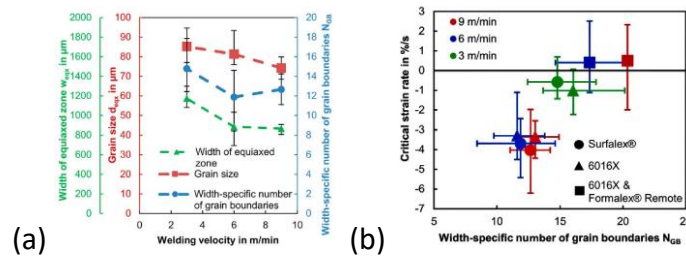 Width of equiaxed zone w_eqz in µm
2000
1800
1600
1400
1200
1000
800
600
400
200
0
Grain size d_eqz in µm
100
90
80
70
60
50
40
30
20
10
0
Width of equiaxed
zone
Grain size
Width-specific number
of grain boundaries
0 2 4 6 8 10
Welding velocity in m/min
20
18
16
14
12
10
8
6
4
2
0
Width-specific number of grain boundaries N_GB
(a)
Critical strain rate in %/s
3
2
1
0
-1
-2
-3
-4
-5
-6
-7
9 m/min
6 m/min
3 m/min
Surfalex®
6016X
6016X &
Formalex® Remote
5 10 15 20 25
Width-specific number of grain boundaries N_GB
(b)